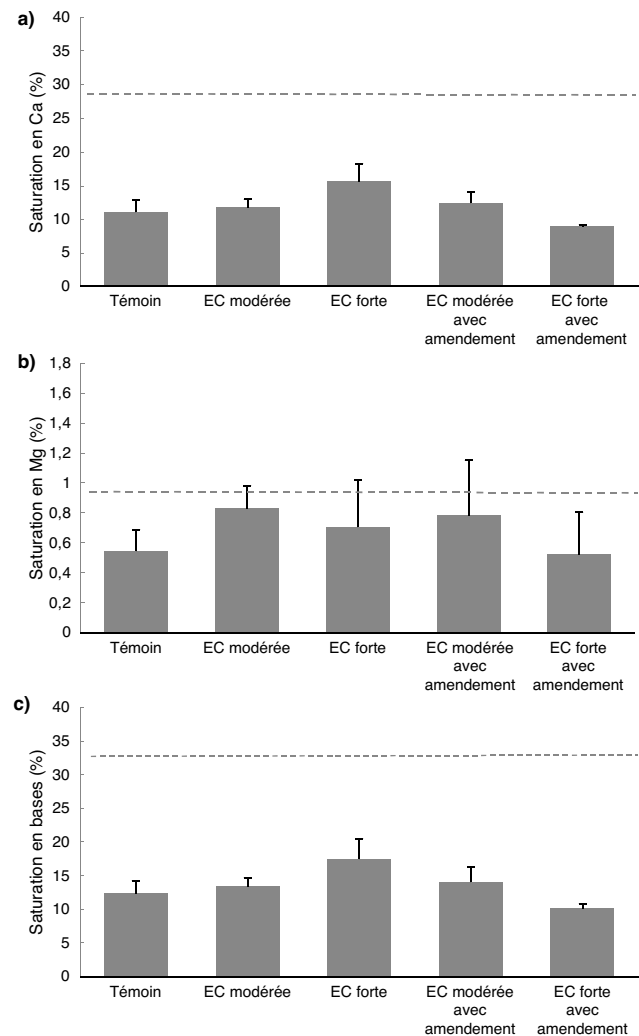 a)
Saturation en Ca (%)
40
35
30
25
20
15
10
5
0
Témoin
EC modérée
EC forte
EC modérée
avec
amendement
EC forte
avec
amendement
b)
Saturation en Mg (%)
1,8
1,6
1,4
1,2
1
0,8
0,6
0,4
0,2
0
Témoin
EC modérée
EC forte
EC modérée
avec
amendement
EC forte
avec
amendement
c)
Saturation en bases (%)
40
35
30
25
20
15
10
5
0
Témoin
EC modérée
EC forte
EC modérée
avec
amendement
EC forte
avec
amendement